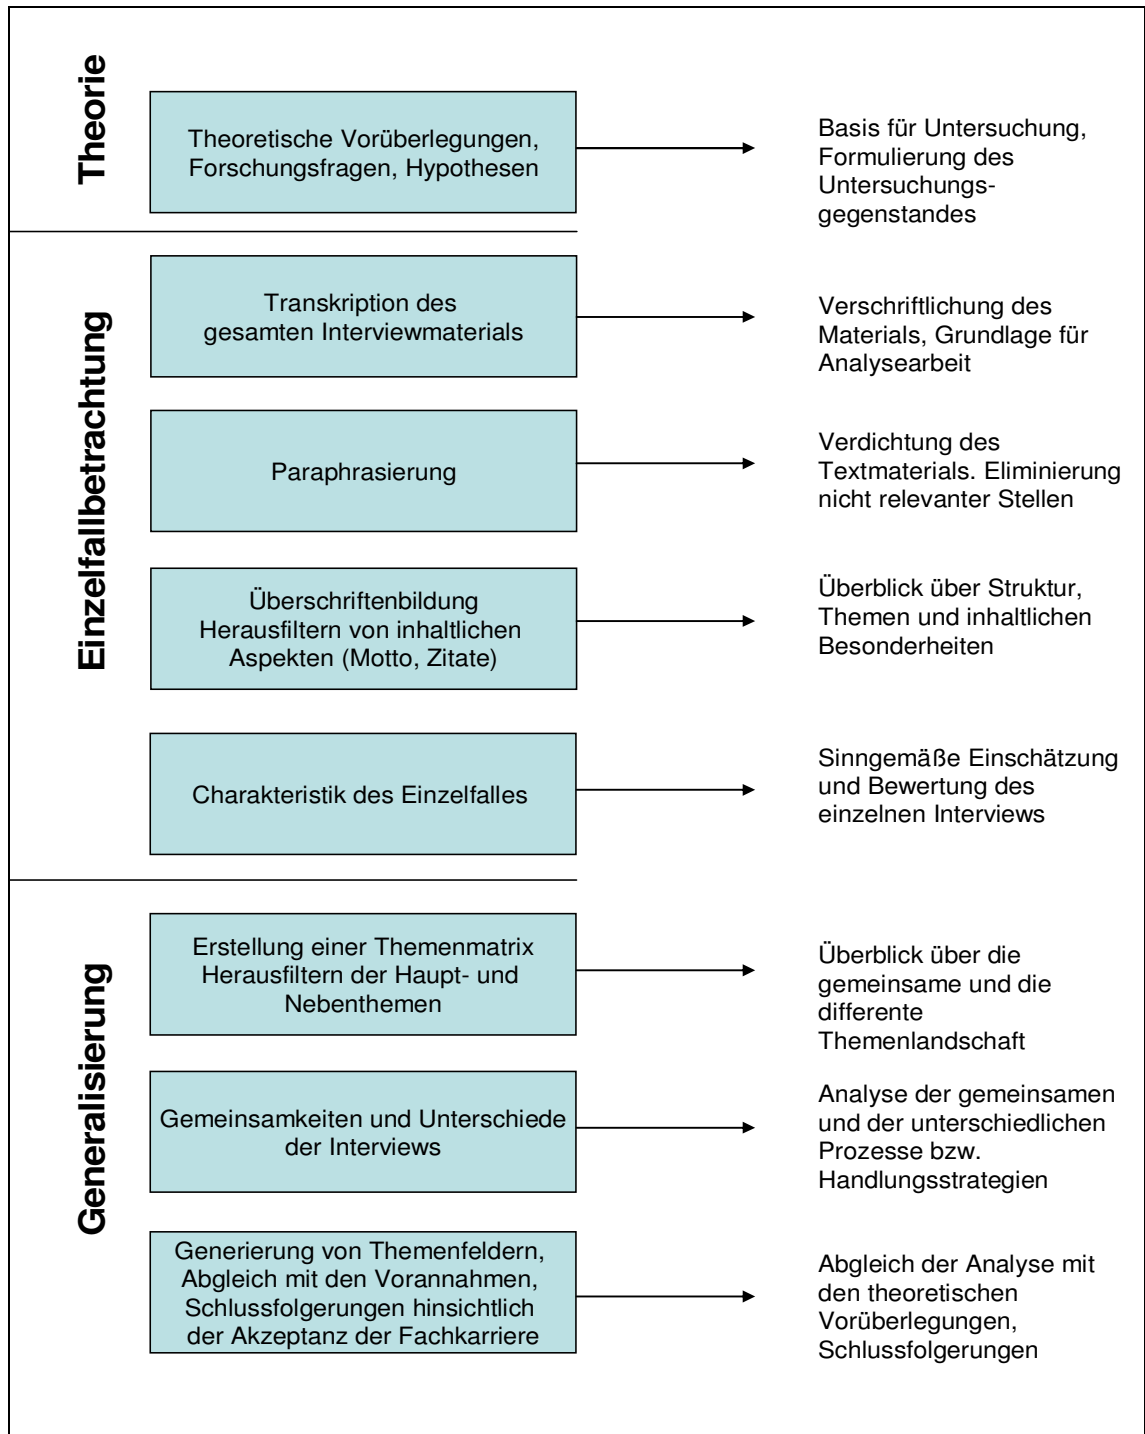 Theorie
Theoretische Vorüberlegungen,
Forschungsfragen, Hypothesen
Basis für Untersuchung,
Formulierung des
Untersuchungs-
gegenstandes
Einzelfallbetrachtung
Transkription des
gesamten Interviewmaterials
Verschriftlichung des
Materials, Grundlage für
Analysearbeit
Paraphrasierung
Verdichtung des
Textmaterials. Eliminierung
nicht relevanter Stellen
Überschriftenbildung
Herausfiltern von inhaltlichen
Aspekten (Motto, Zitate)
Überblick über Struktur,
Themen und inhaltlichen
Besonderheiten
Charakteristik des Einzelfalles
Sinngemäße Einschätzung
und Bewertung des
einzelnen Interviews
Generalisierung
Erstellung einer Themenmatrix
Herausfiltern der Haupt- und
Nebenthemen
Überblick über die
gemeinsame und die
differente
Themenlandschaft
Gemeinsamkeiten und Unterschiede
der Interviews
Analyse der gemeinsamen
und der unterschiedlichen
Prozesse bzw.
Handlungsstrategien
Generierung von Themenfeldern,
Abgleich mit den Vorannahmen,
Schlussfolgerungen hinsichtlich
der Akzeptanz der Fachkarriere
Abgleich der Analyse mit
den theoretischen
Vorüberlegungen,
Schlussfolgerungen